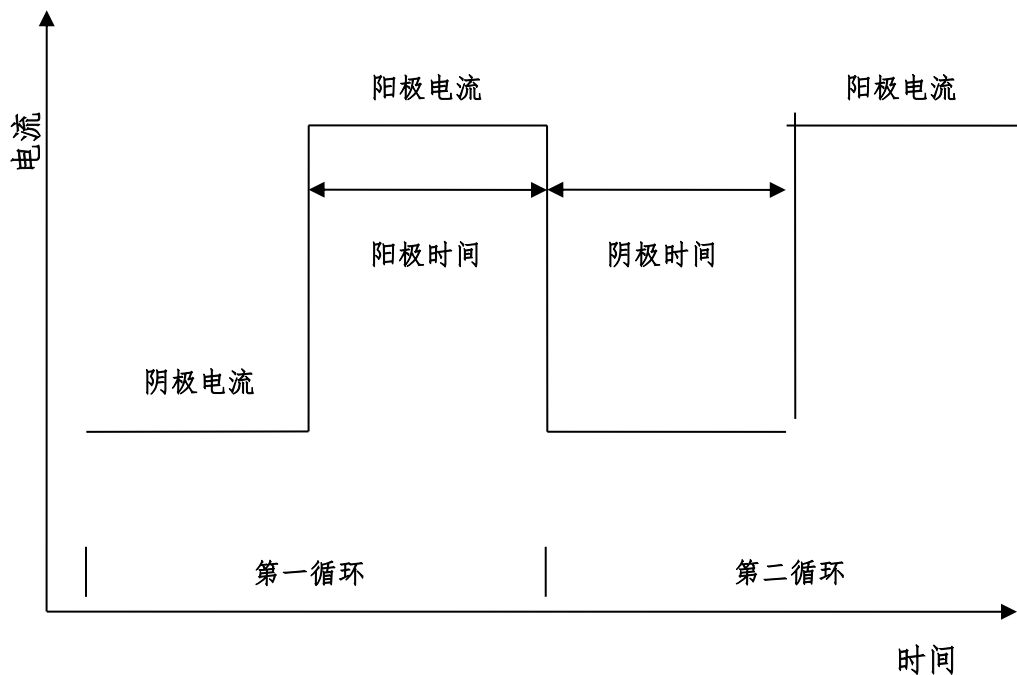 阳极电流
阳极电流
电流
阳极时间
阴极时间
阴极电流
第一循环
第二循环
时间